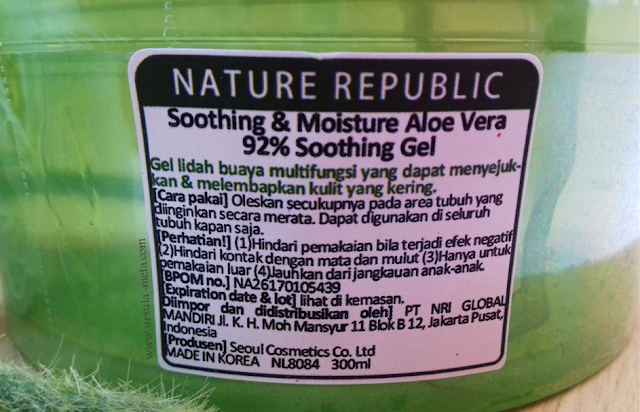 NATURE REPUBLIC
Soothing & Moisture Aloe Vera
92% Soothing Gel
Gel lidah buaya multifungsi yang dapat menyejuk-
kan & melembapkan kulit yang kering.
[Cara pakai] Oleskan secukupnya pada area tubuh yang
diinginkan secara merata. Dapat digunakan di seluruh
tubuh kapan saja.
[Perhatian!] (1)Hindari pemakaian bila terjadi efek negatif
(2)Hindari kontak dengan mata dan mulut (3)Hanya untuk
pemakaian luar (4)Jauhkan dari jangkauan anak-anak.
[BPOM no.] NA26170105439
[Expiration date & lot] lihat di kemasan.
Diimpor dan didistribusikan oleh] PT NRI GLOBAL
MANDIRI Jl. K. H. Moh Mansyur 11 Blok B 12, Jakarta Pusat,
Indonesia
[Produsen] Seoul Cosmetics Co. Ltd
MADE IN KOREA NL8084 300ml
www.ursula-meta.com